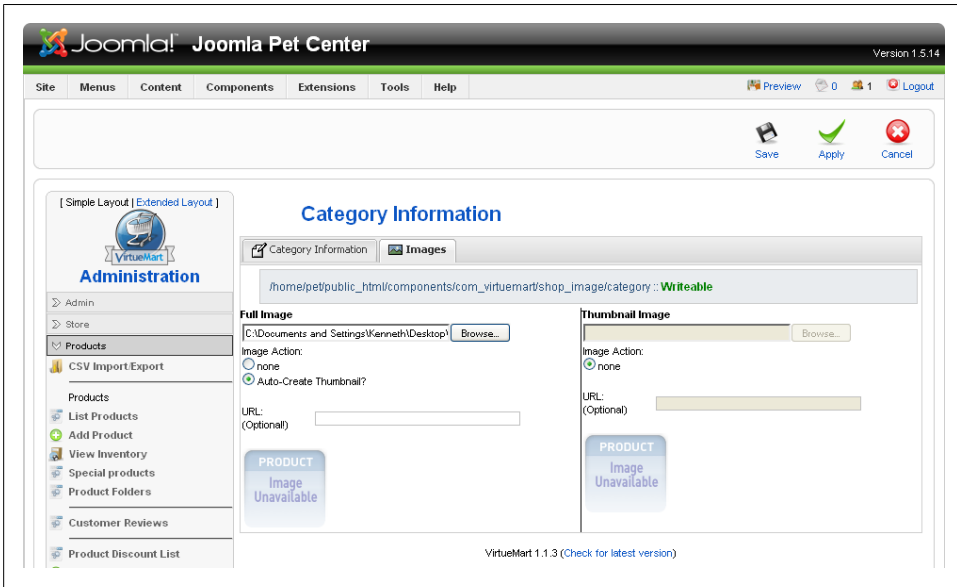 Joomla! Joomla Pet Center
Version 1.5.14
Site Menus Content Components Extensions Tools Help Preview 0 1 Logout
Save Apply Cancel
[ Simple Layout | Extended Layout ]
VirtueMart
Administration
Admin
Store
Products
CSV Import/Export
Products
List Products
Add Product
View Inventory
Special products
Product Folders
Customer Reviews
Product Discount List
Category Information
Category Information Images
/home/pet/public_html/components/com_virtuemart/shop_image/category :: Writeable
Full Image
C:\Documents and Settings\Kenneth\Desktop\ Browse...
Image Action:
none
Auto-Create Thumbnail?
URL:
(Optional!)
PRODUCT
Image
Unavailable
Thumbnail Image
Browse...
Image Action:
none
URL:
(Optional)
PRODUCT
Image
Unavailable
VirtueMart 1.1.3 (Check for latest version)